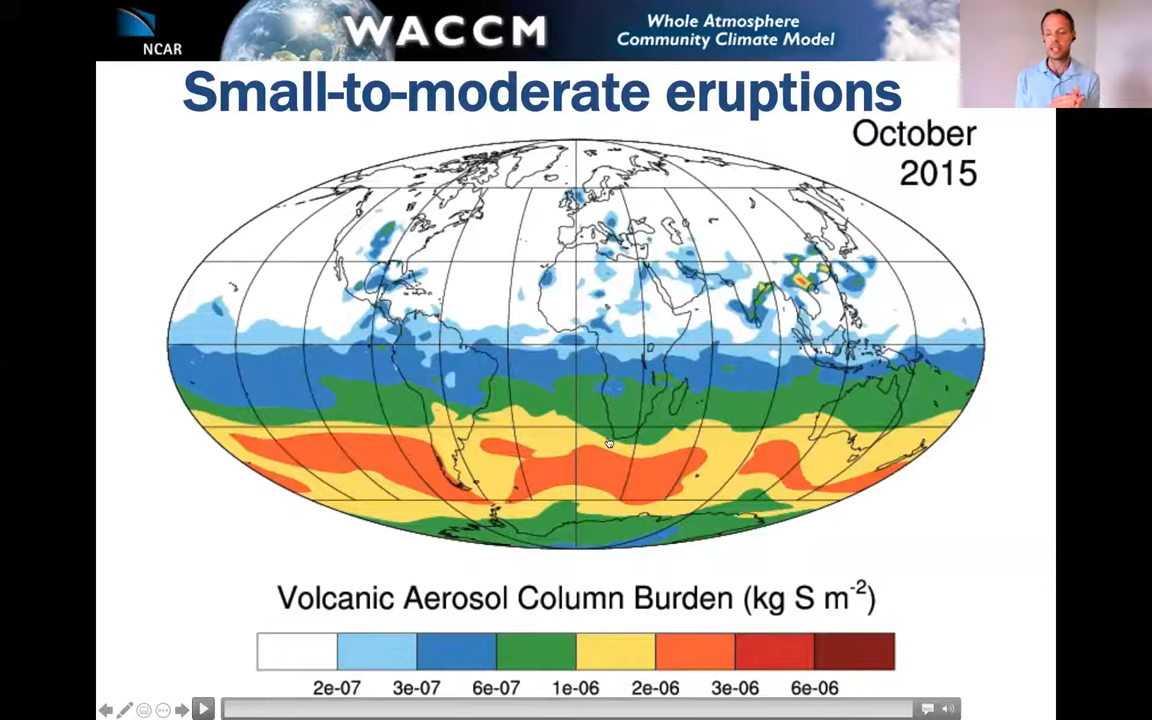 NCAR
WACCM
Whole Atmosphere
Community Climate Model
Small-to-moderate eruptions
October
2015
Volcanic Aerosol Column Burden (kg S m-2)
2e-07 3e-07 6e-07 1e-06 2e-06 3e-06 6e-06